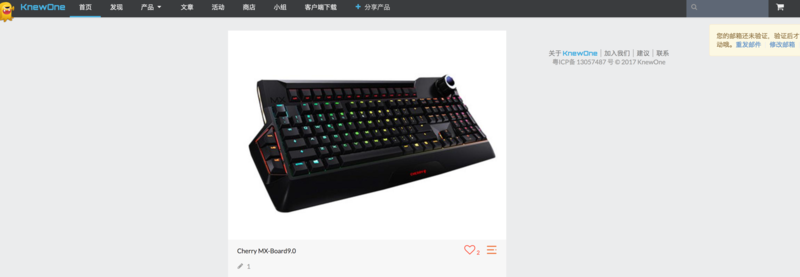 KnewOne 首页 发现 产品 文章 活动 商店 小组 客户端下载 + 分享产品
您的邮箱还未验证，验证后才
动哦。重发邮件 修改邮箱
关于 KnewOne | 加入我们 | 建议 | 联系
粤ICP备 13057487 号 © 2017 KnewOne
Cherry MX-Board9.0
2
1